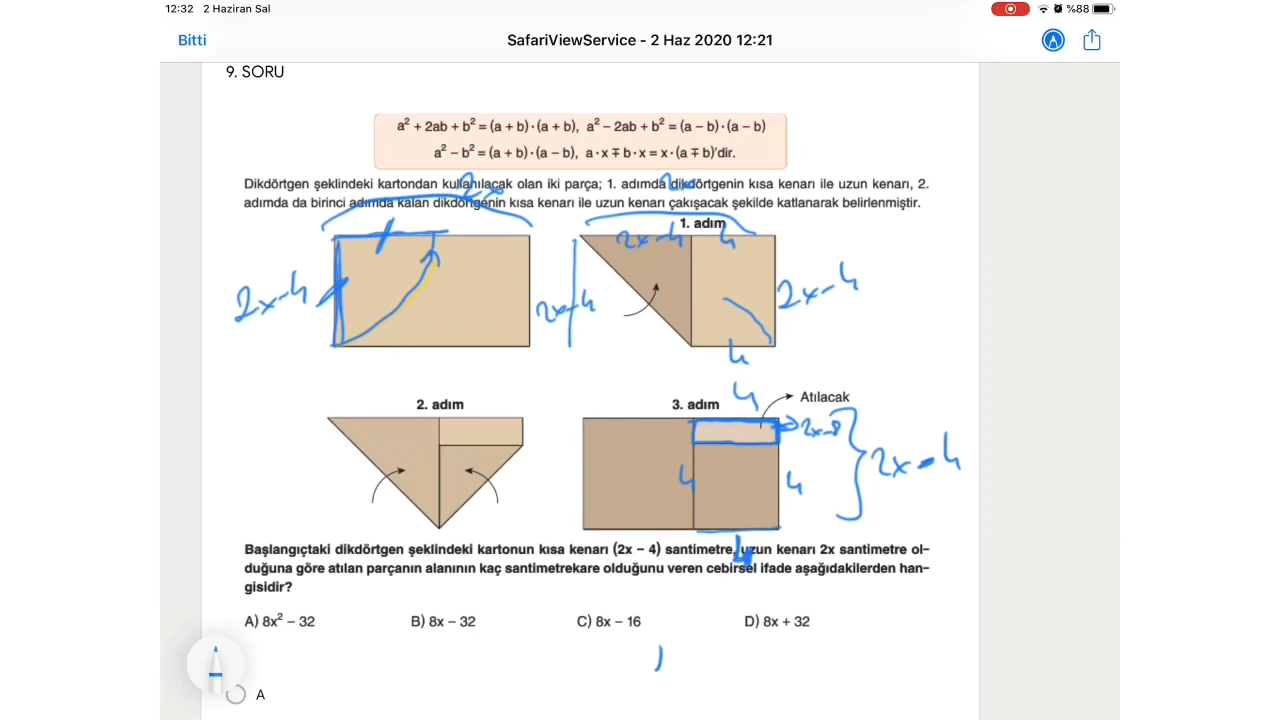 12:32 2 Haziran Sal
%88
Bitti
SafariViewService - 2 Haz 2020 12:21
9. SORU
a² + 2ab + b² = (a + b)·(a + b), a² − 2ab + b² = (a − b)·(a − b)
a² − b² = (a + b)·(a − b), a·x ∓ b·x = x·(a ∓ b)'dir.
Dikdörtgen şeklindeki kartondan kullanılacak olan iki parça; 1. adımda dikdörtgenin kısa kenarı ile uzun kenarı, 2.
adımda da birinci adımda kalan dikdörtgenin kısa kenarı ile uzun kenarı çakışacak şekilde katlanarak belirlenmiştir.
2x
2x
1. adım
2x-4 4
2x-4
2x-4
2x-4
4
2. adım
3. adım
4
Atılacak
2x-8
2x-4
4
4
4
Başlangıçtaki dikdörtgen şeklindeki kartonun kısa kenarı (2x − 4) santimetre, uzun kenarı 2x santimetre ol-
duğuna göre atılan parçanın alanının kaç santimetrekare olduğunu veren cebirsel ifade aşağıdakilerden han-
gisidir?
A) 8x² − 32 B) 8x − 32 C) 8x − 16 D) 8x + 32
A